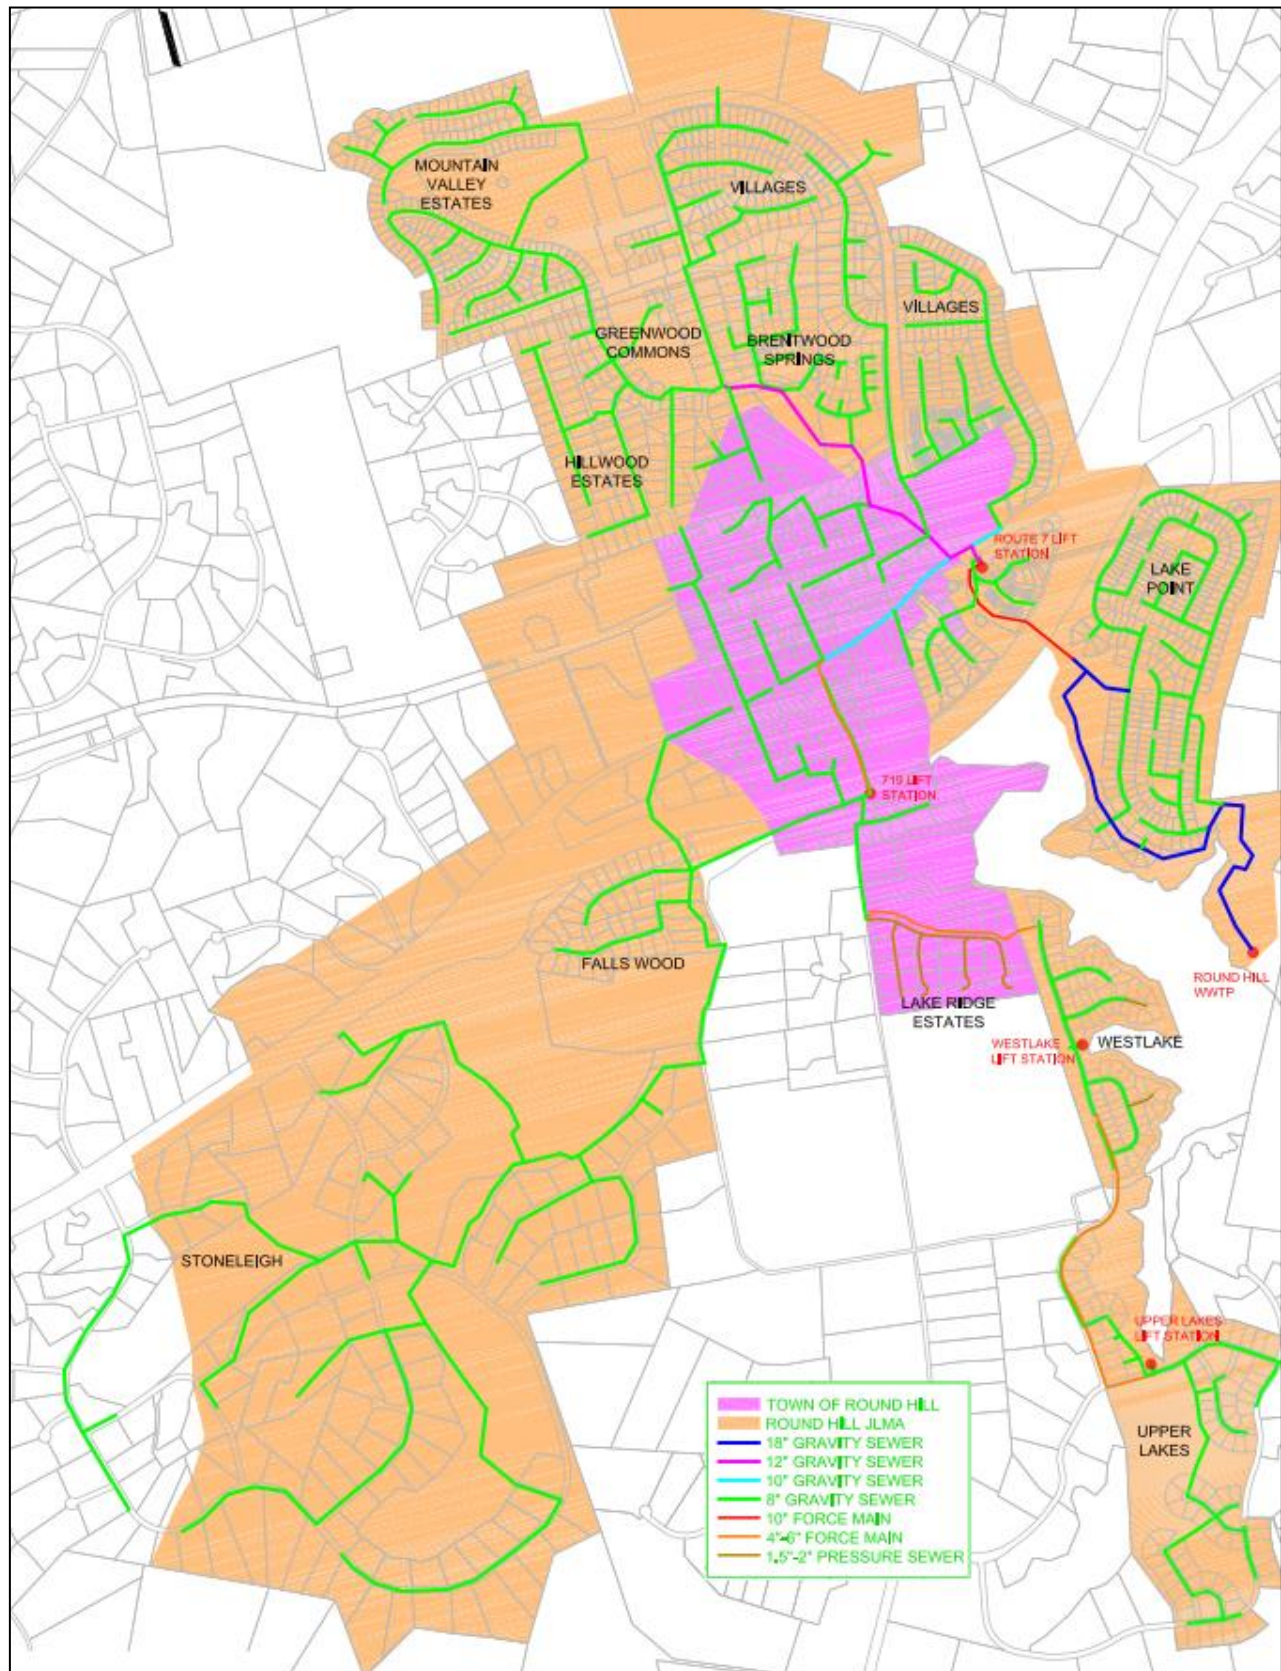 MOUNTAIN
VALLEY
ESTATES
VILLAGES
VILLAGES
GREENWOOD
COMMONS
BRENTWOOD
SPRINGS
HILLWOOD
ESTATES
ROUTE 7 LIFT
STATION
LAKE
POINT
719 LIFT
STATION
FALLS WOOD
LAKE RIDGE
ESTATES
ROUND HILL
WWTP
WESTLAKE
LIFT STATION
WESTLAKE
STONELEIGH
UPPER LAKES
LIFT STATION
UPPER
LAKES
TOWN OF ROUND HILL
ROUND HILL JLMA
18" GRAVITY SEWER
12" GRAVITY SEWER
10" GRAVITY SEWER
8" GRAVITY SEWER
10" FORCE MAIN
4"-6" FORCE MAIN
1.5"-2" PRESSURE SEWER